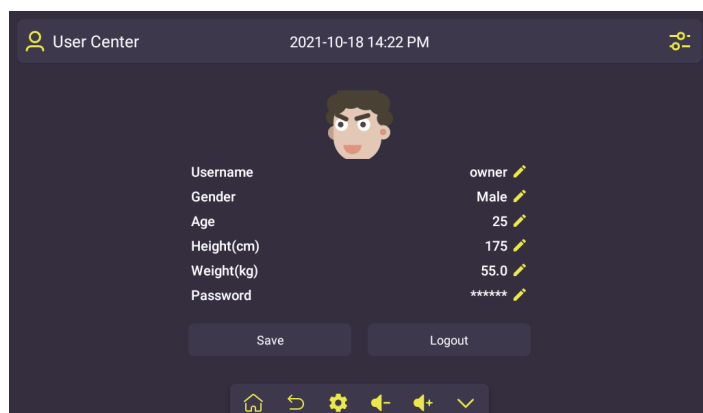 User Center 2021-10-18 14:22 PM
Username owner
Gender Male
Age 25
Height(cm) 175
Weight(kg) 55.0
Password ******
Save Logout